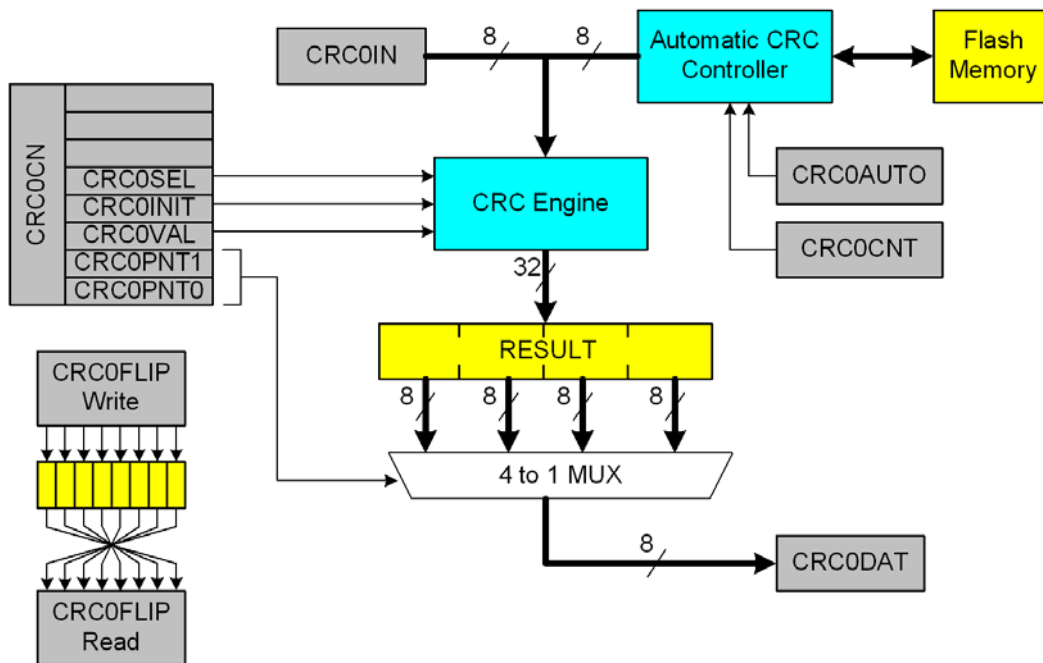 CRC0IN
8
8
Automatic CRC
Controller
Flash
Memory
CRC0CN
CRC0SEL
CRC0INIT
CRC0VAL
CRC0PNT1
CRC0PNT0
CRC Engine
CRC0AUTO
CRC0CNT
32
RESULT
8
8
8
8
4 to 1 MUX
8
CRC0DAT
CRC0FLIP
Write
CRC0FLIP
Read